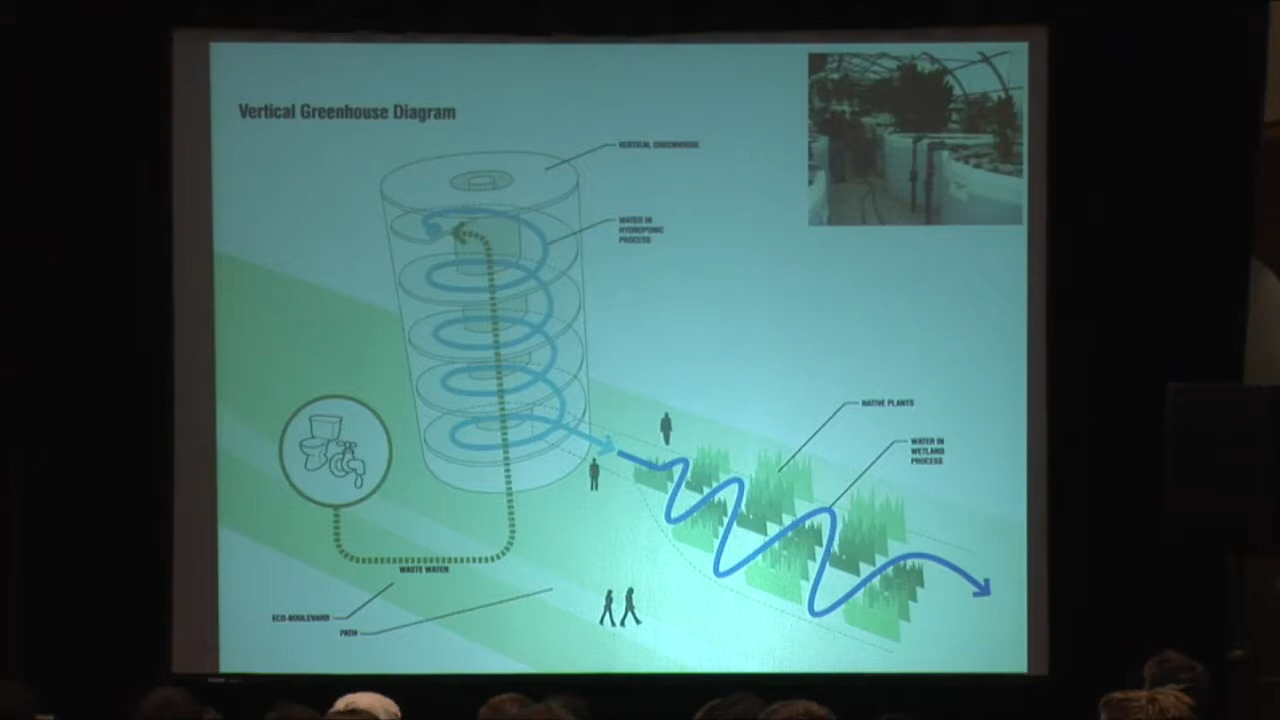 Vertical Greenhouse Diagram
VERTICAL GREENHOUSE
WATER IN
HYDROPONIC
PROCESS
NATIVE PLANTS
WATER IN
WETLAND
PROCESS
WASTE WATER
ECO-BOULEVARD
PATH